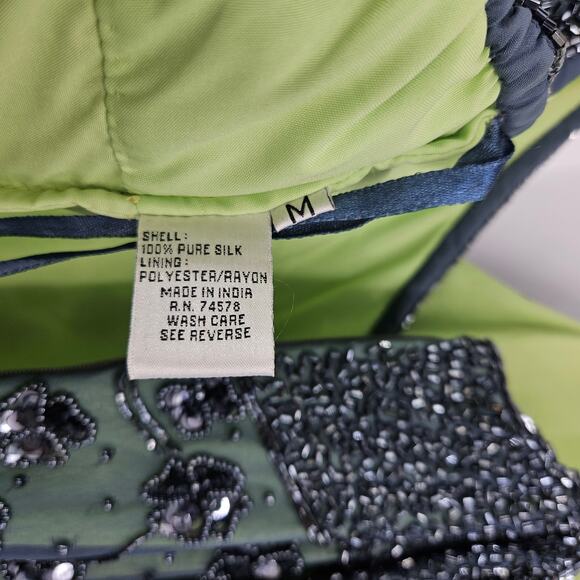 M
SHELL:
100% PURE SILK
LINING:
POLYESTER/RAYON
MADE IN INDIA
R.N. 74578
WASH CARE
SEE REVERSE